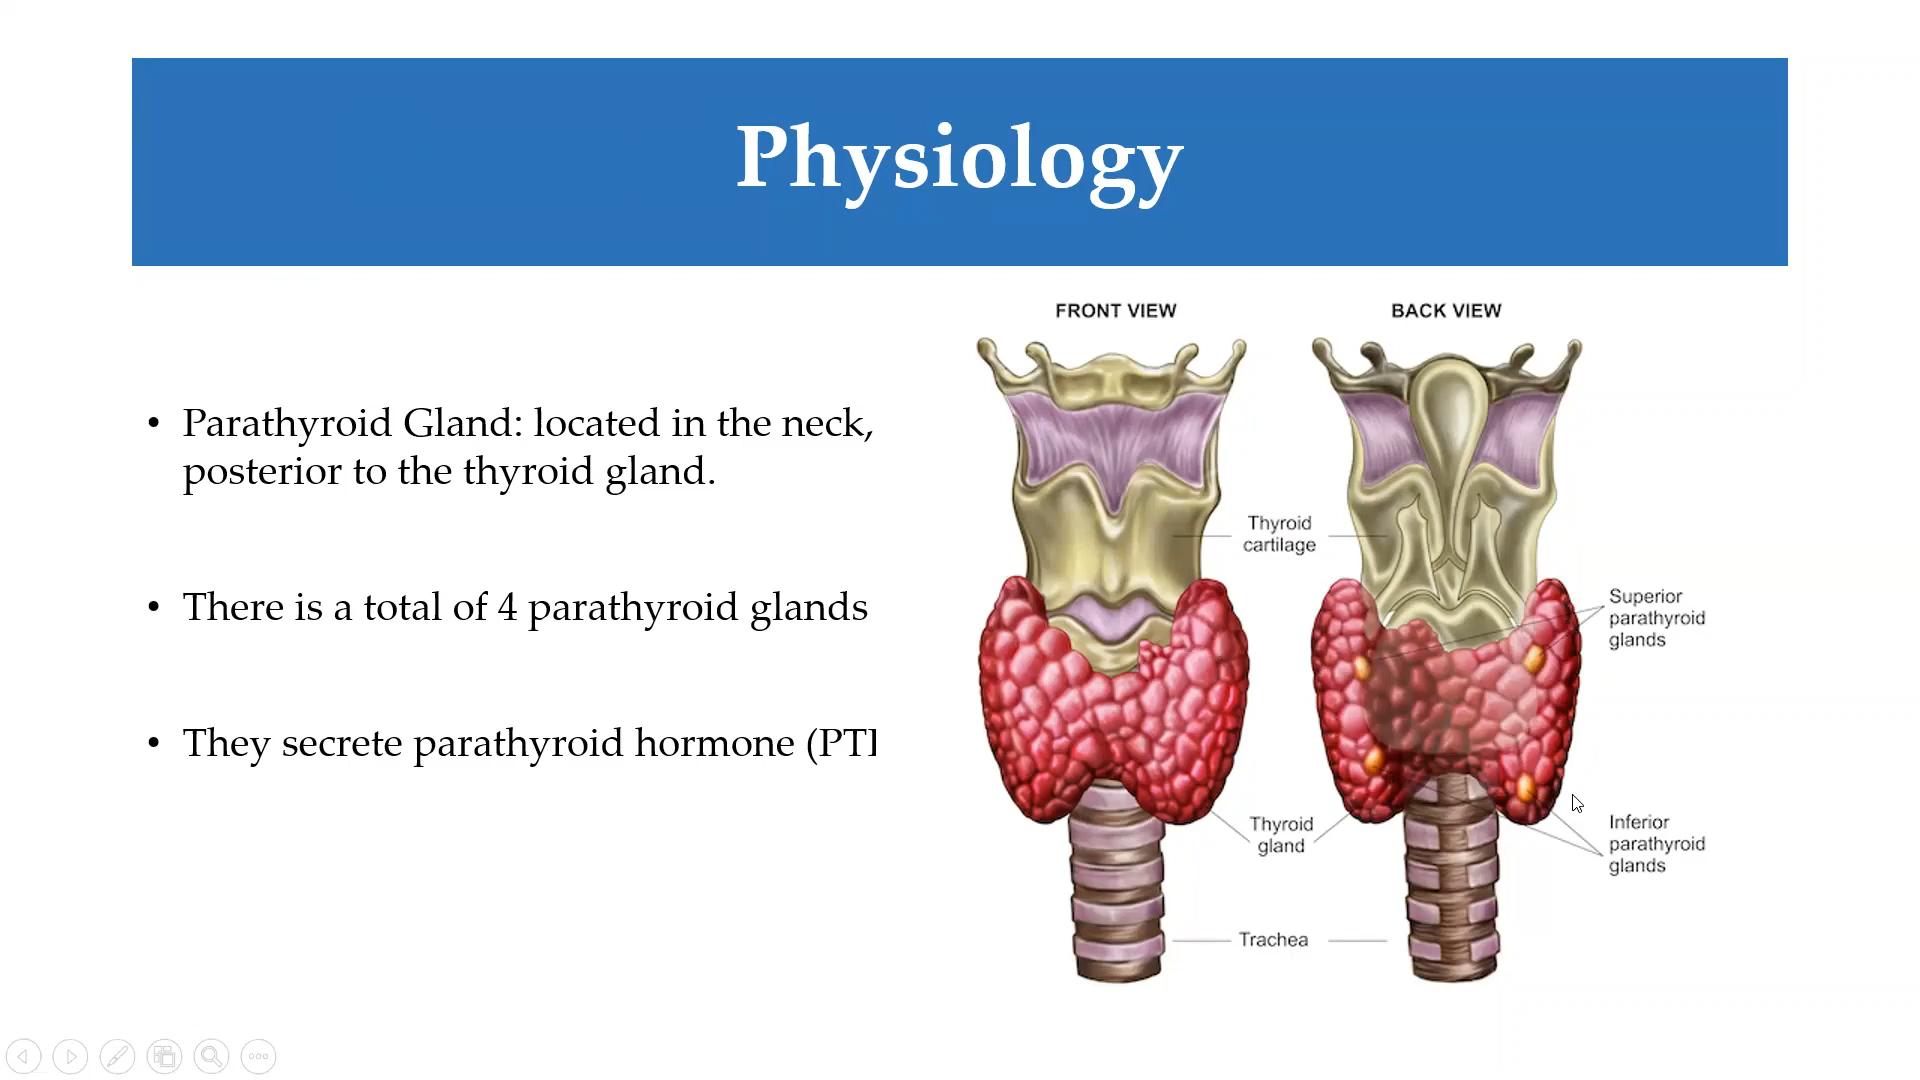 Physiology
• Parathyroid Gland: located in the neck,
posterior to the thyroid gland.
• There is a total of 4 parathyroid glands
• They secrete parathyroid hormone
FRONT VIEW
BACK VIEW
Thyroid
cartilage
Superior
parathyroid
glands
Thyroid
gland
Inferior
parathyroid
glands
Trachea